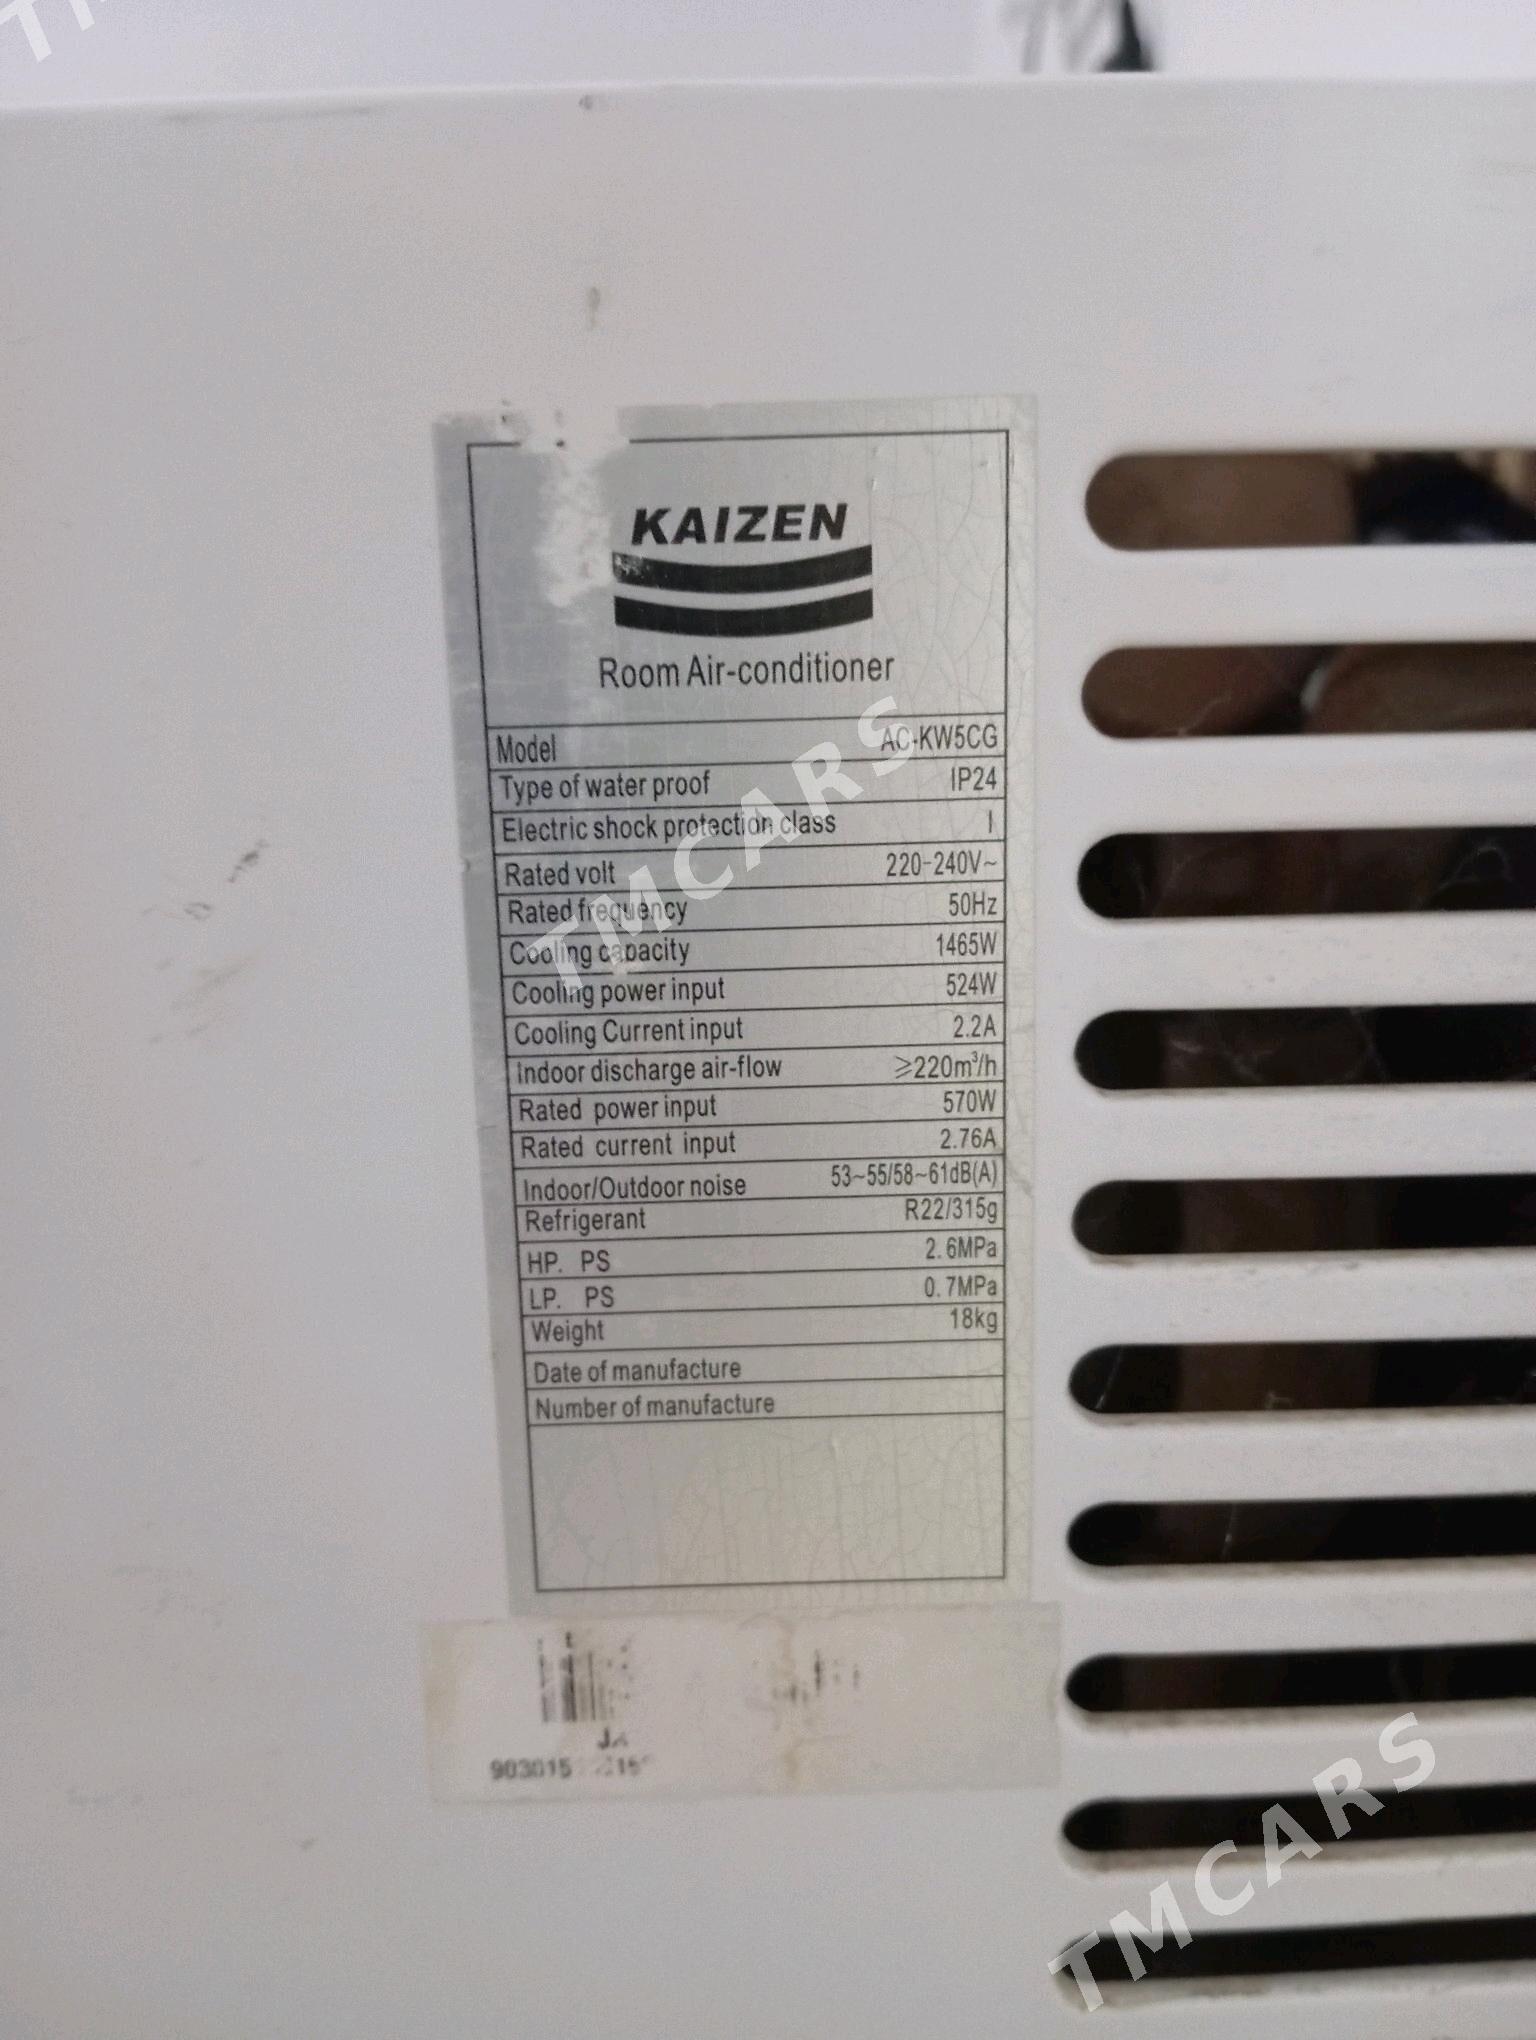 KAIZEN
Room Air-conditioner
Model AC-KW5CG
Type of water proof IP24
Electric shock protection class I
Rated volt 220-240V~
Rated frequency 50Hz
Cooling capacity 1465W
Cooling power input 524W
Cooling Current input 2.2A
Indoor discharge air-flow ≥220m³/h
Rated power input 570W
Rated current input 2.76A
Indoor/Outdoor noise 53~55/58~61dB(A)
Refrigerant R22/315g
HP. PS 2.6MPa
LP. PS 0.7MPa
Weight 18kg
Date of manufacture
Number of manufacture
903015
TMCARS
TMCARS